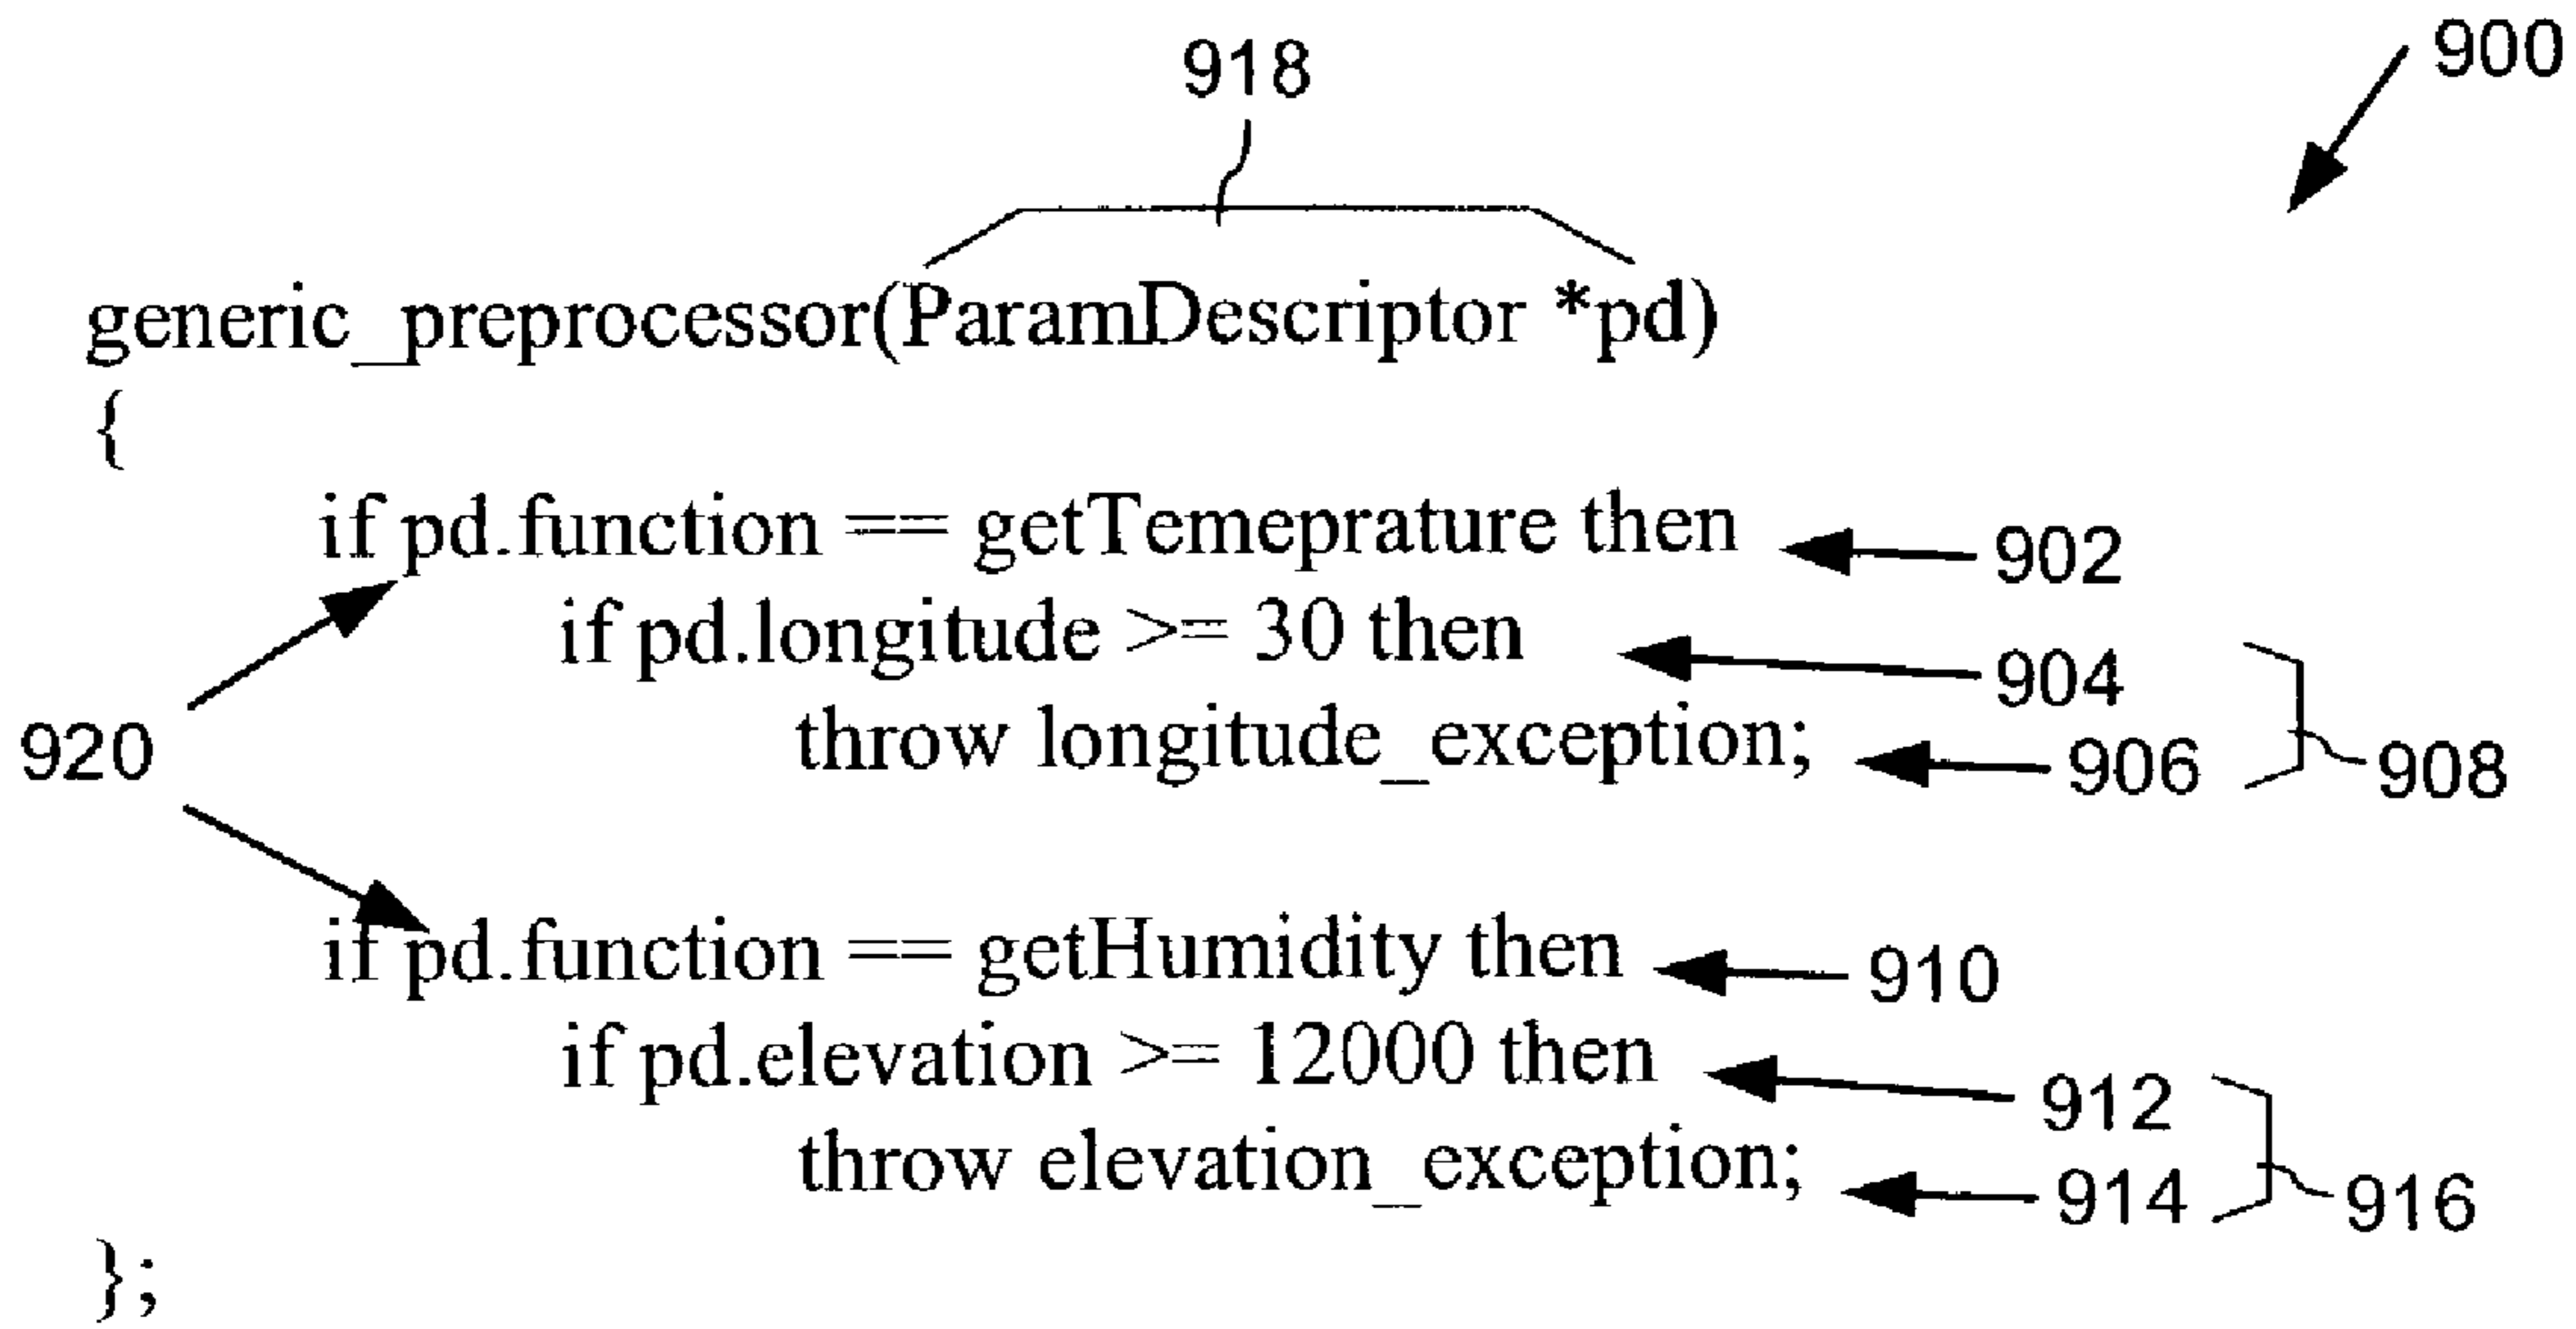 900
918
generic_preprocessor(ParamDescriptor *pd)
{
if pd.function == getTemeprature then
902
if pd.longitude >= 30 then
904
throw longitude_exception;
906
908
920
if pd.function == getHumidity then
910
if pd.elevation >= 12000 then
912
throw elevation_exception;
914
916
};